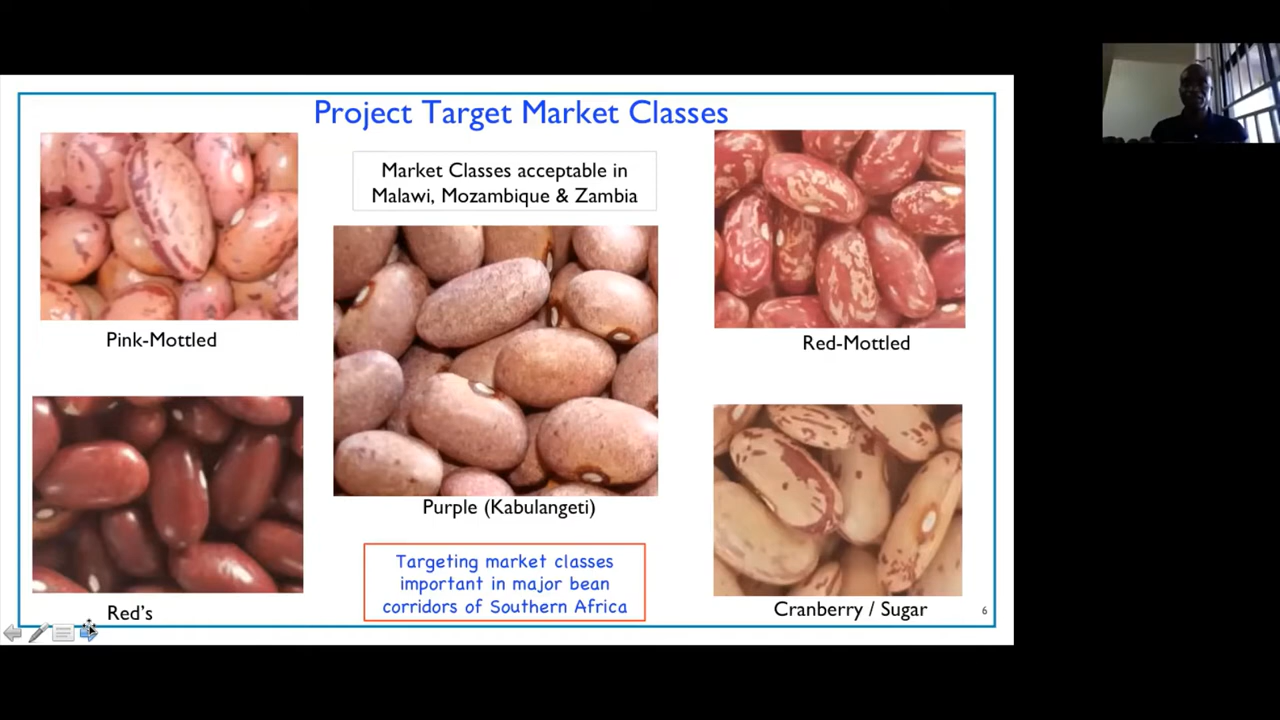 Project Target Market Classes
Market Classes acceptable in
Malawi, Mozambique & Zambia
Pink-Mottled
Red-Mottled
Purple (Kabulangeti)
Targeting market classes
important in major bean
corridors of Southern Africa
Red's
Cranberry / Sugar
6